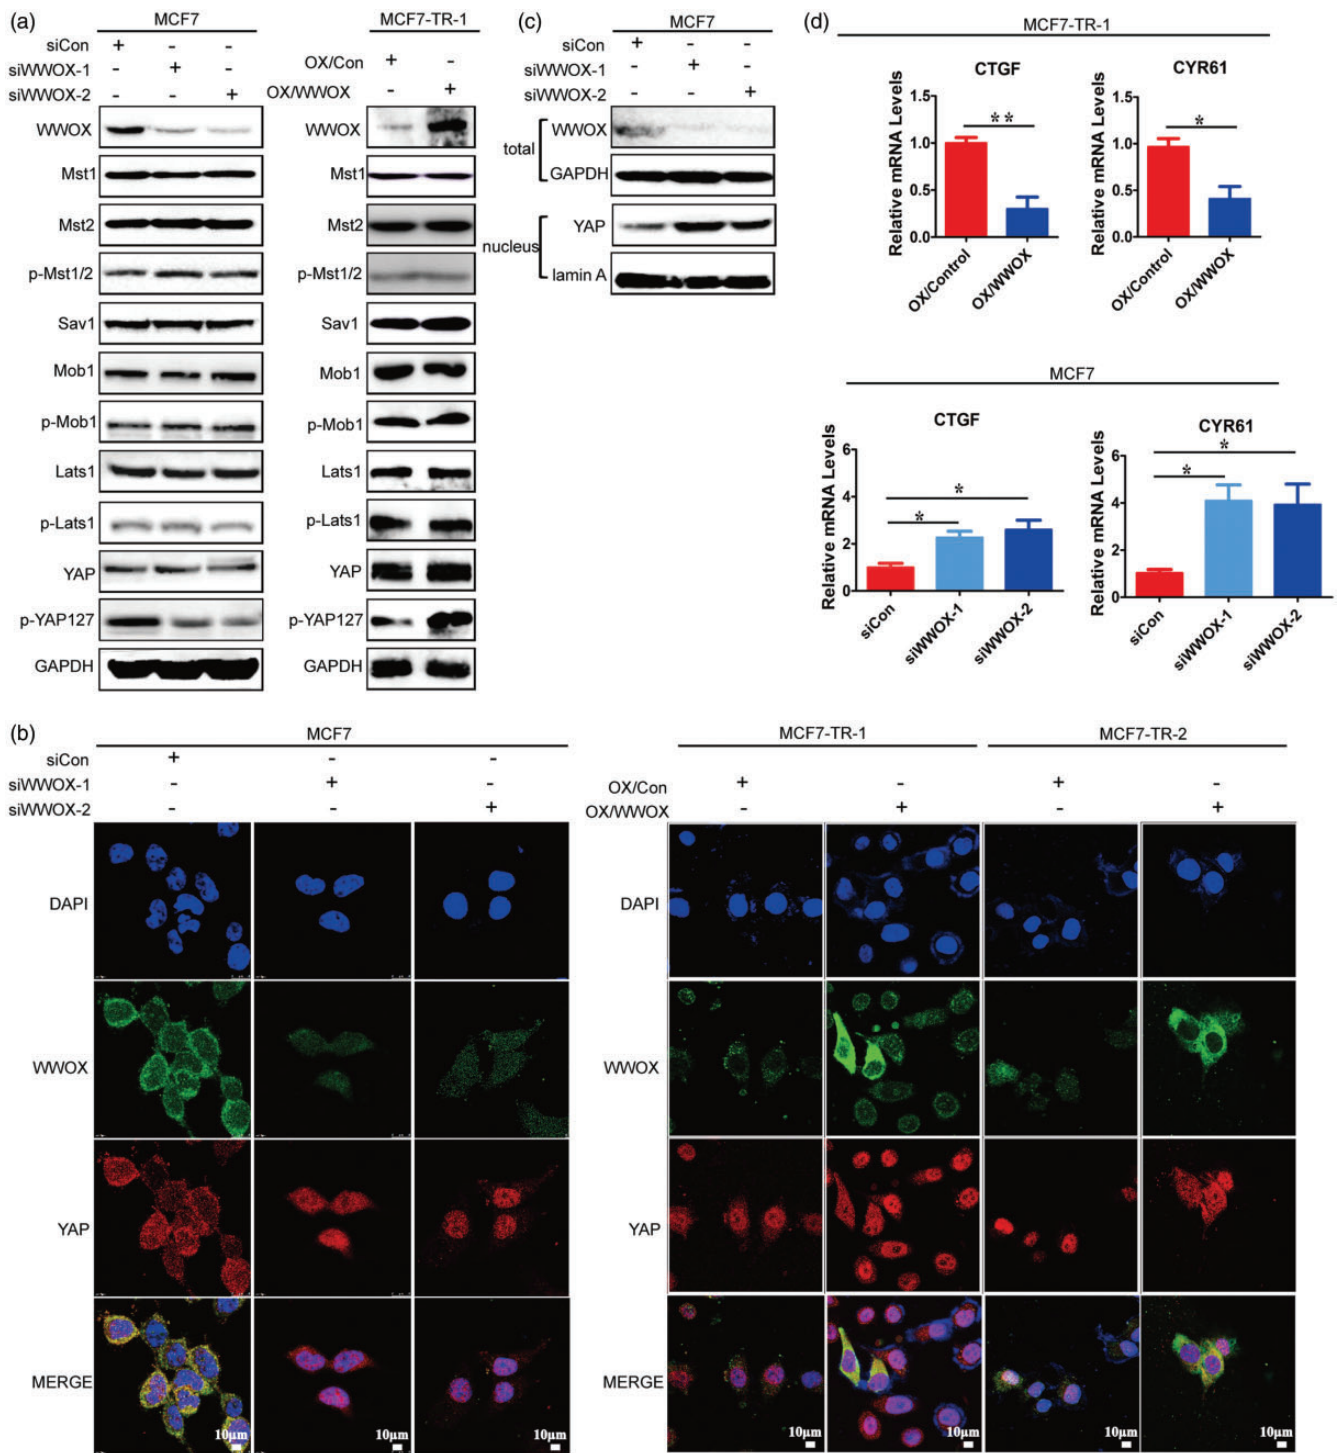 (a)
MCF7
siCon + - -
siWWOX-1 - + -
siWWOX-2 - - +
WWOX
Mst1
Mst2
p-Mst1/2
Sav1
Mob1
p-Mob1
Lats1
p-Lats1
YAP
p-YAP127
GAPDH
MCF7-TR-1
OX/Con + -
OX/WWOX - +
WWOX
Mst1
Mst2
p-Mst1/2
Sav1
Mob1
p-Mob1
Lats1
p-Lats1
YAP
p-YAP127
GAPDH
(c)
MCF7
siCon + - -
siWWOX-1 - + -
siWWOX-2 - - +
total
WWOX
GAPDH
nucleus
YAP
lamin A
(d)
MCF7-TR-1
CTGF
Relative mRNA Levels
1.5
1.0
0.5
0.0
**
OX/Control
OX/WWOX
CYR61
Relative mRNA Levels
1.5
1.0
0.5
0.0
*
OX/Control
OX/WWOX
MCF7
CTGF
Relative mRNA Levels
6
4
2
0
*
*
siCon
siWWOX-1
siWWOX-2
CYR61
Relative mRNA Levels
6
4
2
0
*
*
siCon
siWWOX-1
siWWOX-2
(b)
MCF7
siCon + - -
siWWOX-1 - + -
siWWOX-2 - - +
DAPI
WWOX
YAP
MERGE
10μm
10μm
10μm
MCF7-TR-1
MCF7-TR-2
OX/Con + - + -
OX/WWOX - + - +
DAPI
WWOX
YAP
MERGE
10μm
10μm
10μm
10μm